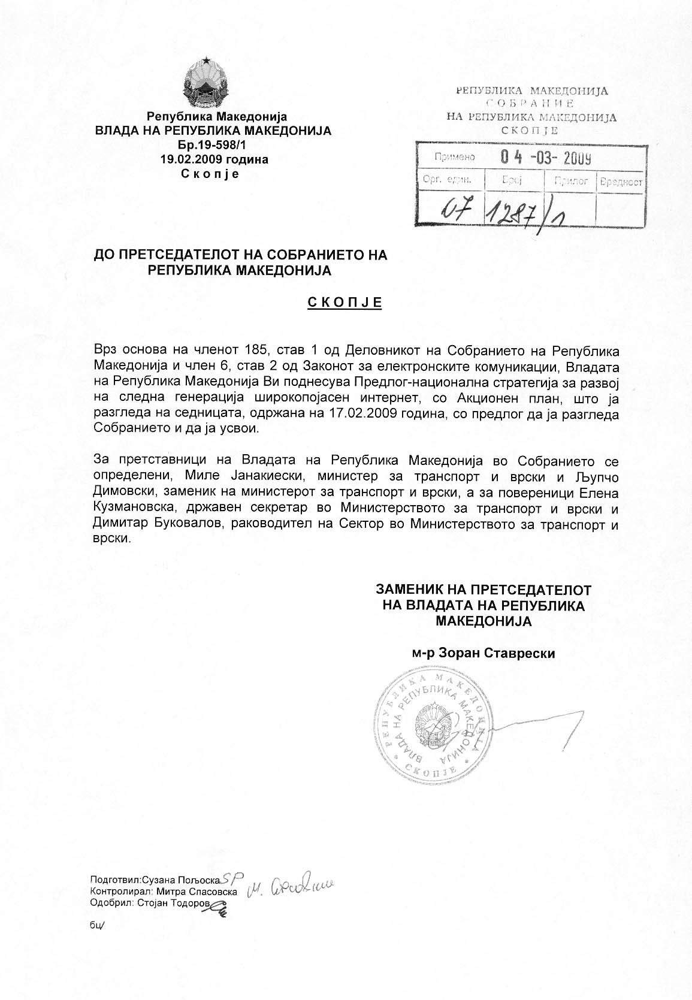 Република Македонија
ВЛАДА НА РЕПУБЛИКА МАКЕДОНИЈА
Бр.19-598/1
19.02.2009 година
С к о п ј е
РЕПУБЛИКА МАКЕДОНИЈА
С О Б Р А Н И Е
НА РЕПУБЛИКА МАКЕДОНИЈА
С К О П Ј Е
Примено 04-03-2009
Орг. един. Број Прилог Вредност
07 1287/1
ДО ПРЕТСЕДАТЕЛОТ НА СОБРАНИЕТО НА
РЕПУБЛИКА МАКЕДОНИЈА
С К О П Ј Е
Врз основа на членот 185, став 1 од Деловникот на Собранието на Република
Македонија и член 6, став 2 од Законот за електронските комуникации, Владата
на Република Македонија Ви поднесува Предлог-национална стратегија за развој
на следна генерација широкопојасен интернет, со Акционен план, што ја
разгледа на седницата, одржана на 17.02.2009 година, со предлог да ја разгледа
Собранието и да ја усвои.
За претставници на Владата на Република Македонија во Собранието се
определени, Миле Јанакиески, министер за транспорт и врски и Љупчо
Димовски, заменик на министерот за транспорт и врски, а за повереници Елена
Кузмановска, државен секретар во Министерството за транспорт и врски и
Димитар Буковалов, раководител на Сектор во Министерството за транспорт и
врски.
ЗАМЕНИК НА ПРЕТСЕДАТЕЛОТ
НА ВЛАДАТА НА РЕПУБЛИКА
МАКЕДОНИЈА
м-р Зоран Ставрески
РЕПУБЛИКА МАКЕДОНИЈА
ВЛАДА НА РЕПУБЛИКА МАКЕДОНИЈА
* СКОПЈЕ *
Подготвил:Сузана Пољоска SP
Контролирал: Митра Спасовска
Одобрил: Стојан Тодоров
бц/